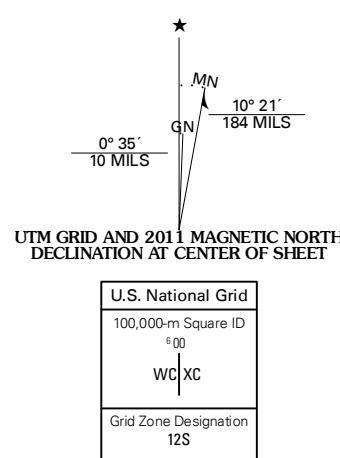 ★
MN
GN
10° 21´
184 MILS
0° 35´
10 MILS
UTM GRID AND 2011 MAGNETIC NORTH
DECLINATION AT CENTER OF SHEET
U.S. National Grid
100,000-m Square ID
⁶00
WC XC
Grid Zone Designation
12S